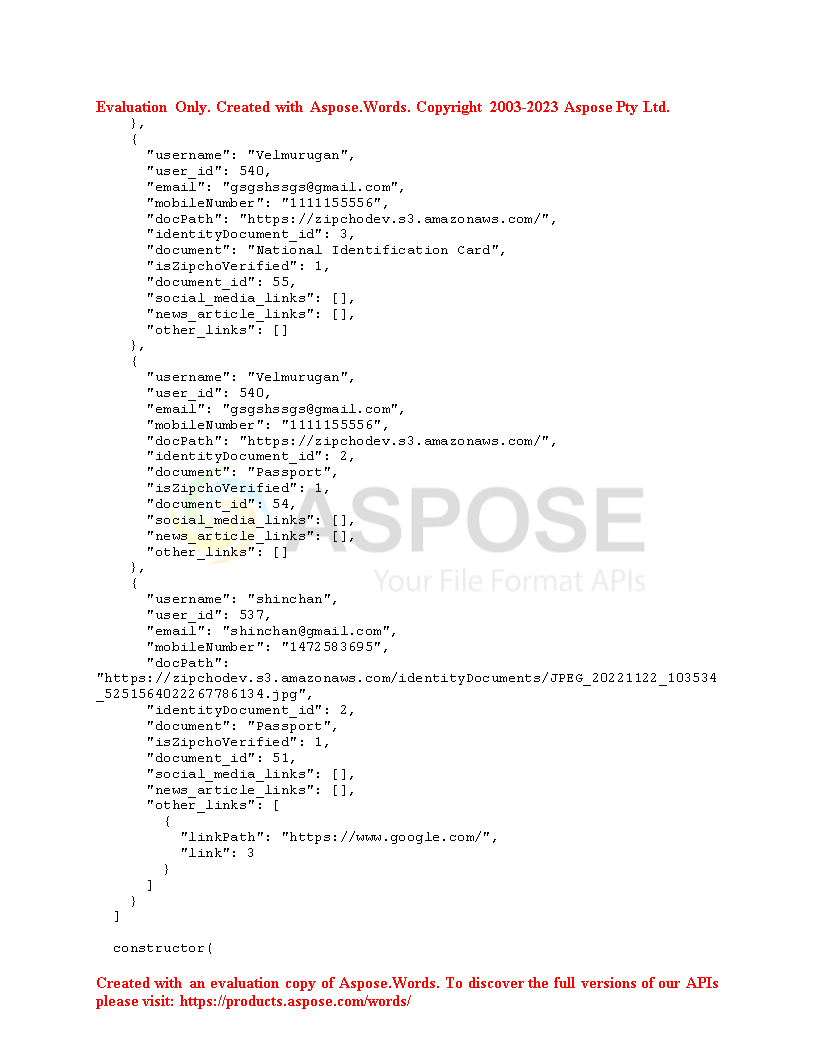 Evaluation Only. Created with Aspose.Words. Copyright 2003-2023 Aspose Pty Ltd.
    },
    {
      "username": "Velmurugan",
      "user_id": 540,
      "email": "gsgshssgs@gmail.com",
      "mobileNumber": "1111155556",
      "docPath": "https://zipchodev.s3.amazonaws.com/",
      "identityDocument_id": 3,
      "document": "National Identification Card",
      "isZipchoVerified": 1,
      "document_id": 55,
      "social_media_links": [],
      "news_article_links": [],
      "other_links": []
    },
    {
      "username": "Velmurugan",
      "user_id": 540,
      "email": "gsgshssgs@gmail.com",
      "mobileNumber": "1111155556",
      "docPath": "https://zipchodev.s3.amazonaws.com/",
      "identityDocument_id": 2,
      "document": "Passport",
      "isZipchoVerified": 1,
      "document_id": 54,
      "social_media_links": [],
      "news_article_links": [],
      "other_links": []
ASPOSE
Your File Format APIs
    },
    {
      "username": "shinchan",
      "user_id": 537,
      "email": "shinchan@gmail.com",
      "mobileNumber": "1472583695",
      "docPath":
"https://zipchodev.s3.amazonaws.com/identityDocuments/JPEG_20221122_103534
_5251564022267786134.jpg",
      "identityDocument_id": 2,
      "document": "Passport",
      "isZipchoVerified": 1,
      "document_id": 51,
      "social_media_links": [],
      "news_article_links": [],
      "other_links": [
        {
          "linkPath": "https://www.google.com/",
          "link": 3
        }
      ]
    }
  ]

  constructor(
Created with an evaluation copy of Aspose.Words. To discover the full versions of our APIs
please visit: https://products.aspose.com/words/